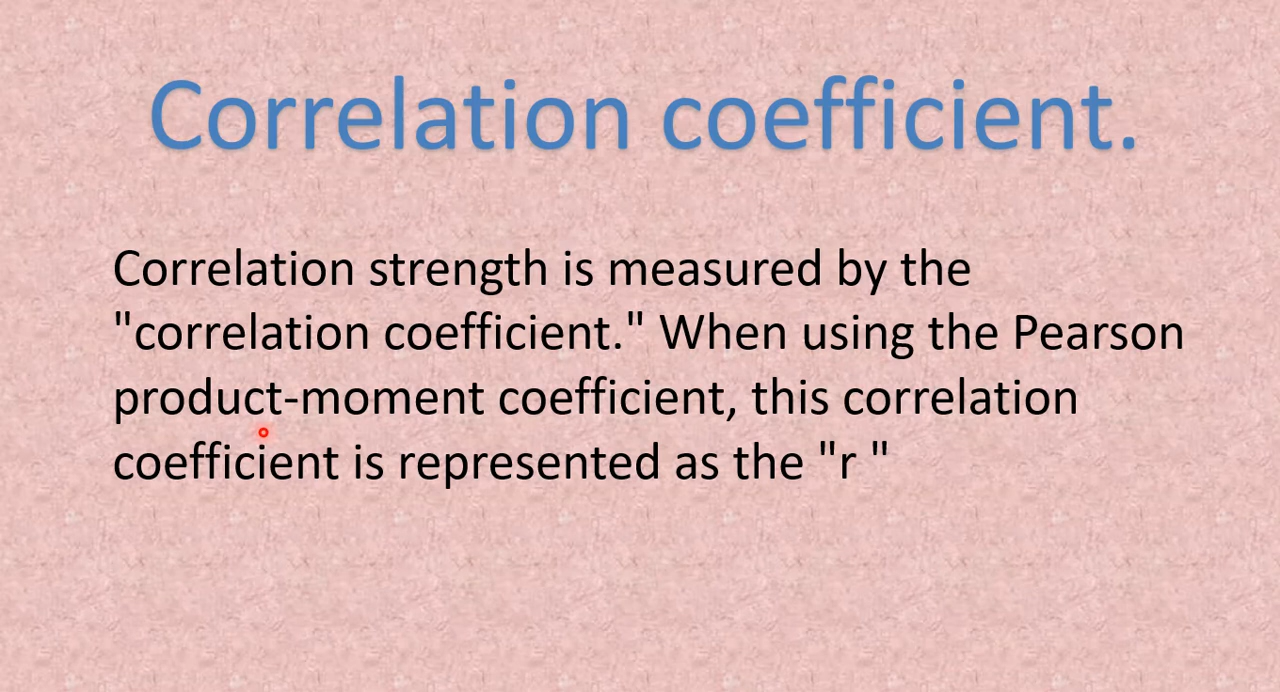 Correlation coefficient.
Correlation strength is measured by the
"correlation coefficient." When using the Pearson
product-moment coefficient, this correlation
coefficient is represented as the "r "